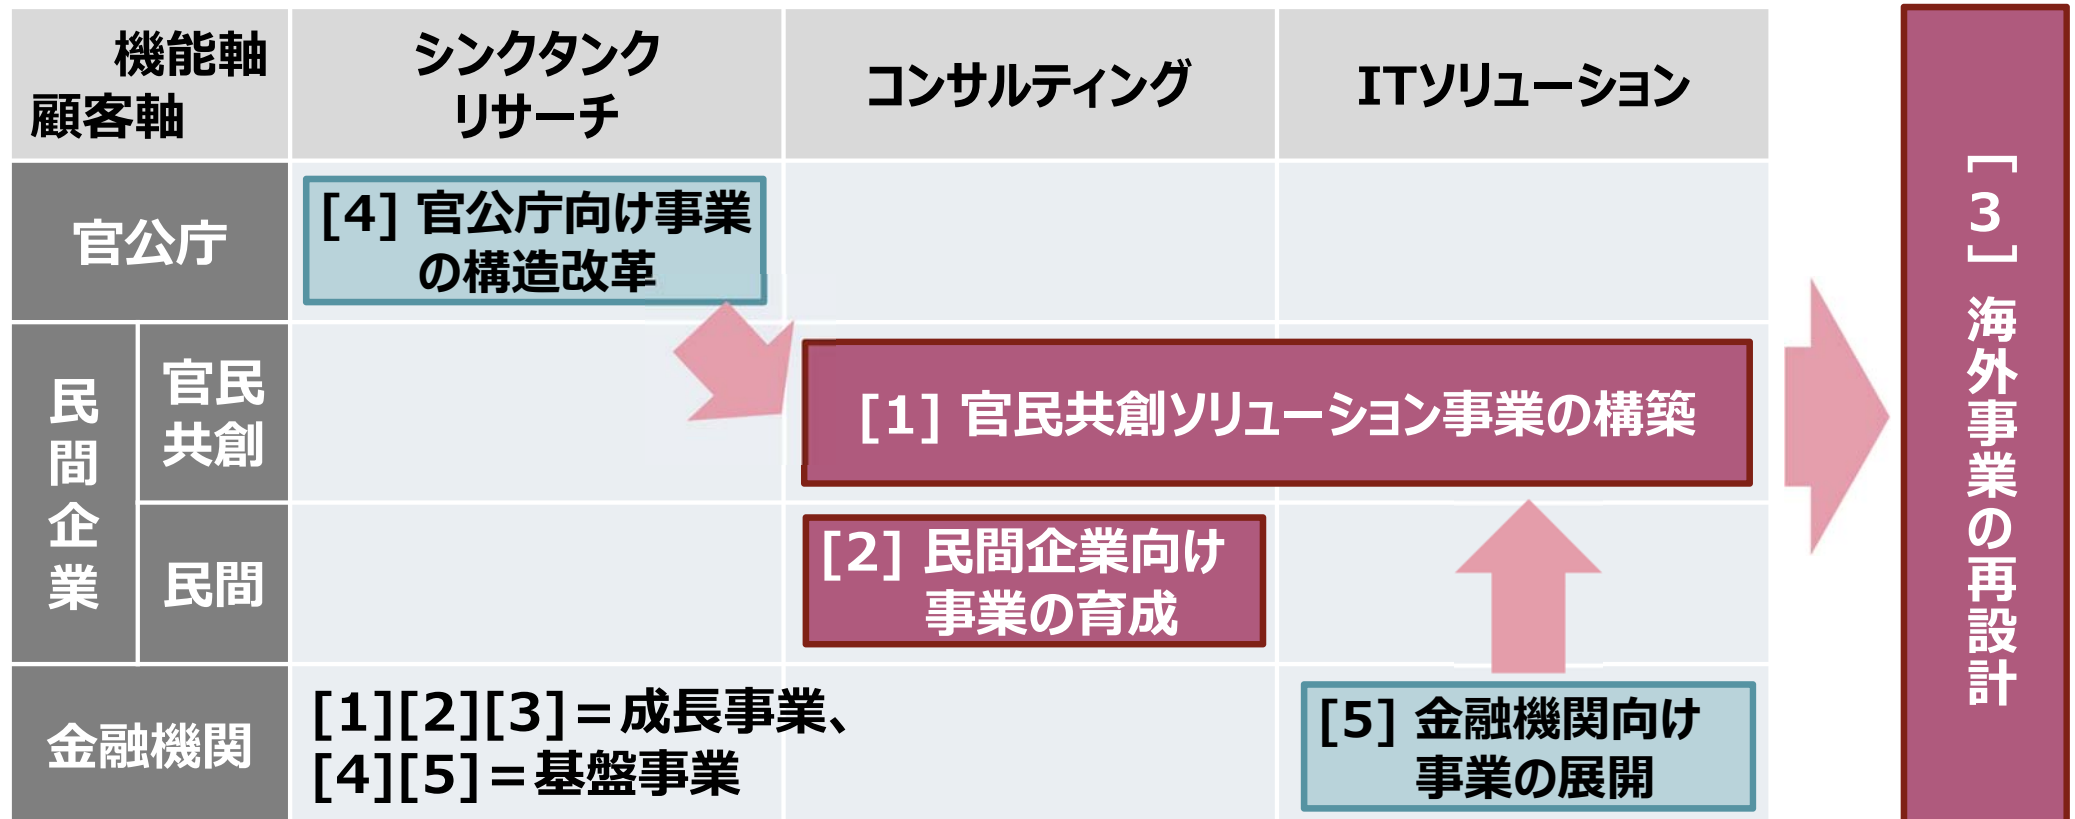 機能軸
顧客軸
シンクタンク
リサーチ
コンサルティング
ITソリューション
官公庁
[4] 官公庁向け事業
の構造改革
民間企業
官民
共創
[1] 官民共創ソリューション事業の構築
民間
[2] 民間企業向け
事業の育成
金融機関
[1][2][3]＝成長事業、
[4][5]＝基盤事業
[5] 金融機関向け
事業の展開
[3] 海外事業の再設計